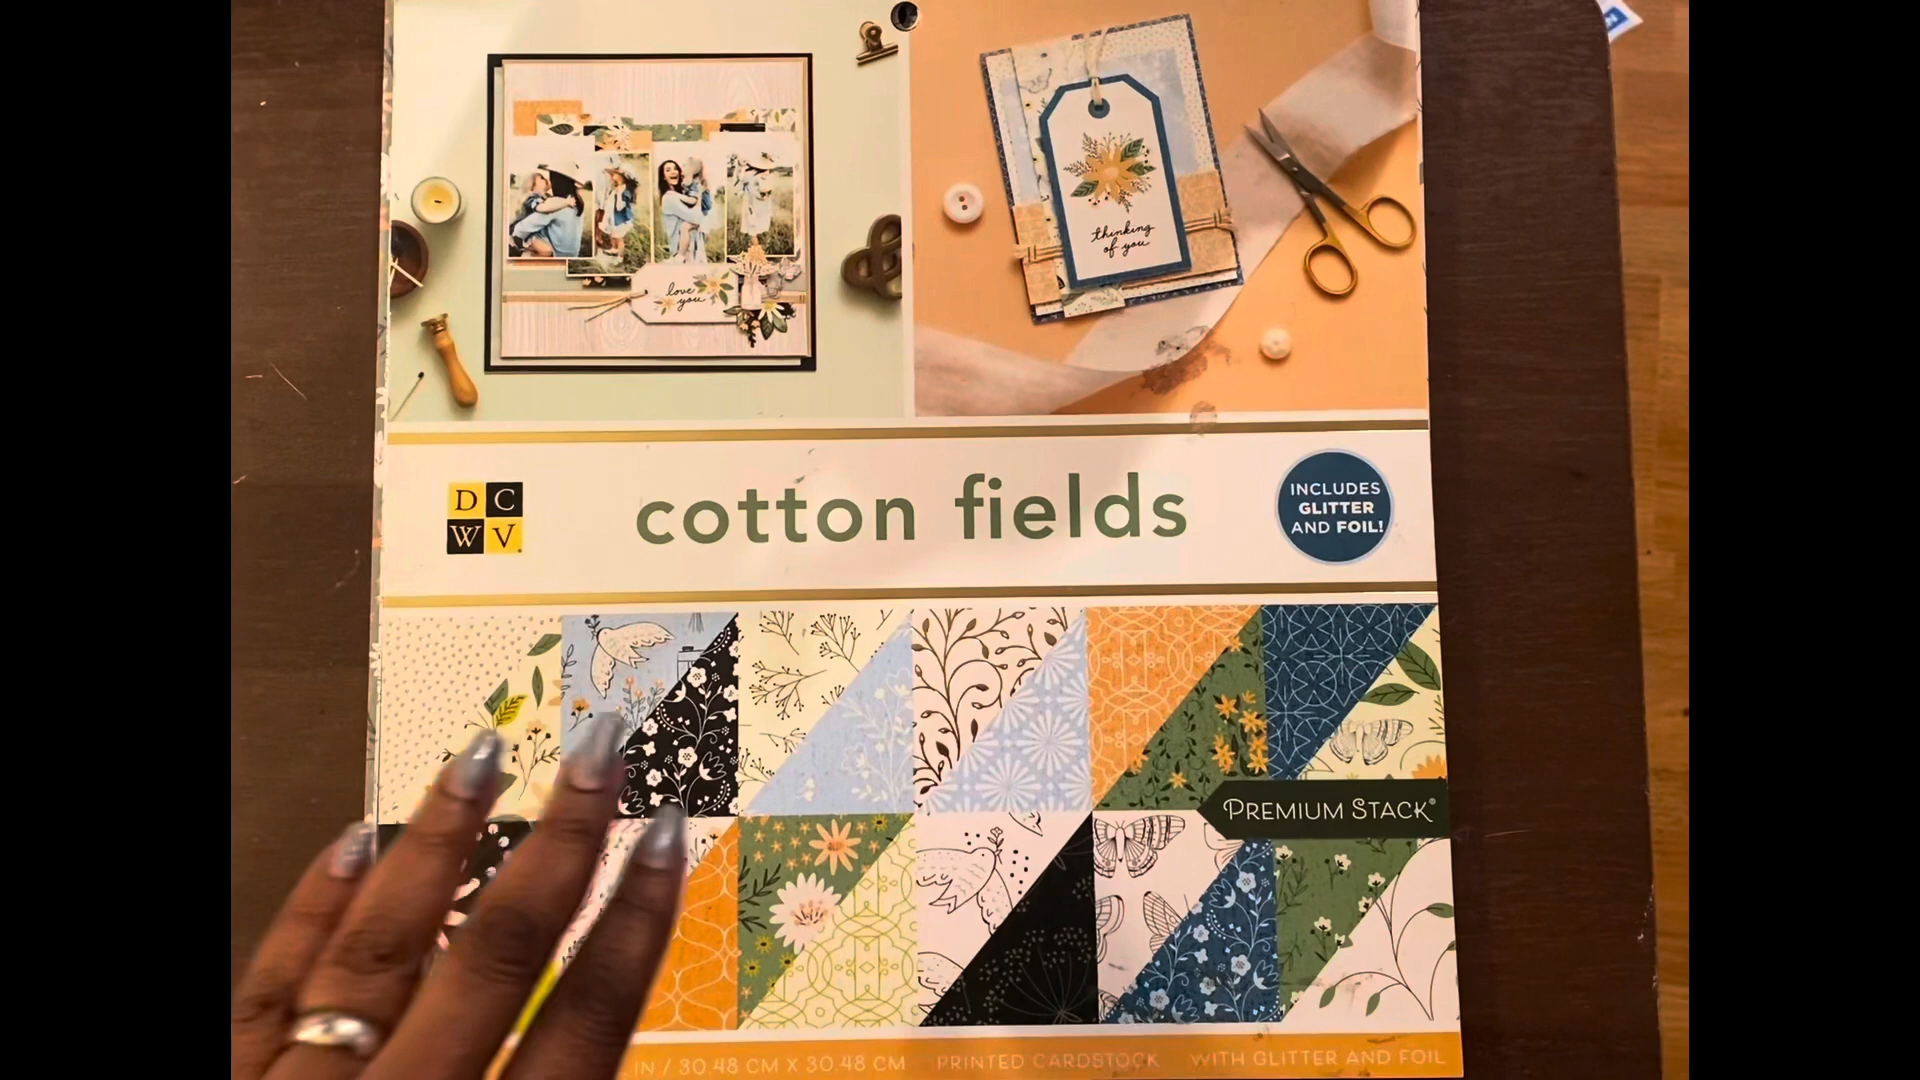 love
you
thinking
of you
D C
W V
cotton fields
INCLUDES
GLITTER
AND FOIL!
PREMIUM STACK®
IN / 30.48 CM X 30.48 CM PRINTED CARDSTOCK WITH GLITTER AND FOIL